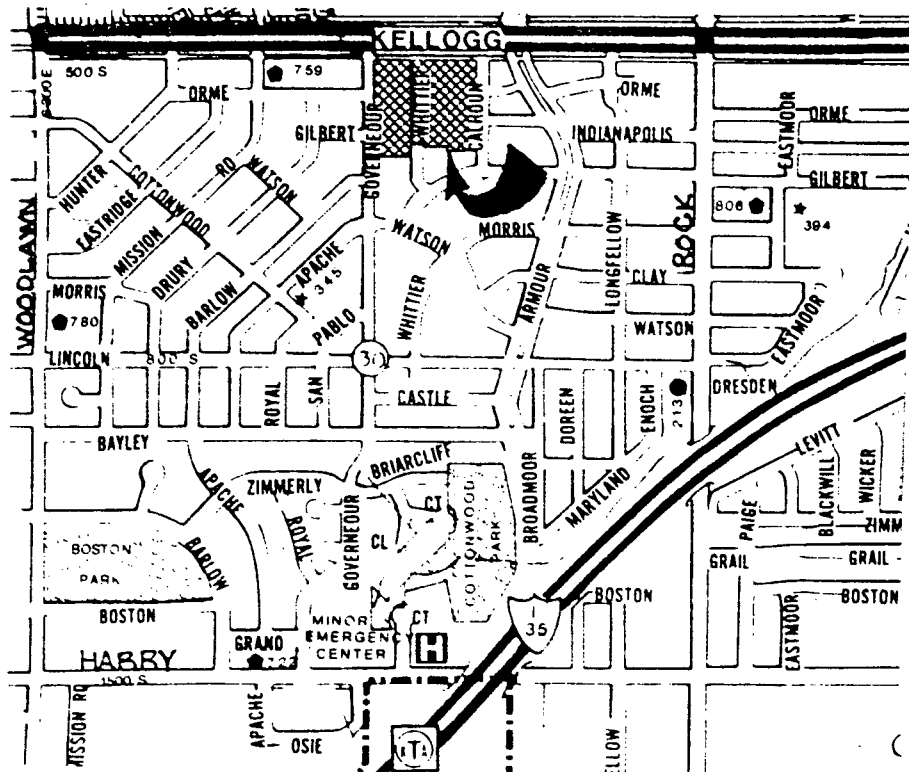 KELLOGG
500 S
759
ORME
ORME
ORME
GILBERT
GOVERNEOUR
WHITTIER
CALHOUN
INDIANAPOLIS
EASTMOOR
GILBERT
HUNTER
COTTONWOOD
RD
WATSON
EASTRIDGE
MISSION
DRURY
BARLOW
APACHE
345
PABLO
WATSON
MORRIS
WHITTIER
ARMOUR
LONGFELLOW
ROCK
806
394
CLAY
WATSON
EASTMOOR
WOODLAWN
MORRIS
780
LINCOLN
800 S
ROYAL
SAN
CASTLE
DOREEN
ENOCH
213
DRESDEN
BAYLEY
APACHE
ZIMMERLY
BRIARCLIFF
BROADMOOR
MARYLAND
LEVITT
BARLOW
ROYAL
GOVERNEOUR
CT
CL
COTTONWOOD
PARK
PAIGE
BLACKWILL
WICKER
ZIMM
GRAIL
GRAIL
BOSTON
PARK
BOSTON
BOSTON
BOSTON
MINOR
EMERGENCY
CENTER
CT
H
35
EASTMOOR
GRAND
722
HARRY
1500 S
MISSION RD
APACHE
OSIE
KTA
ELLOW